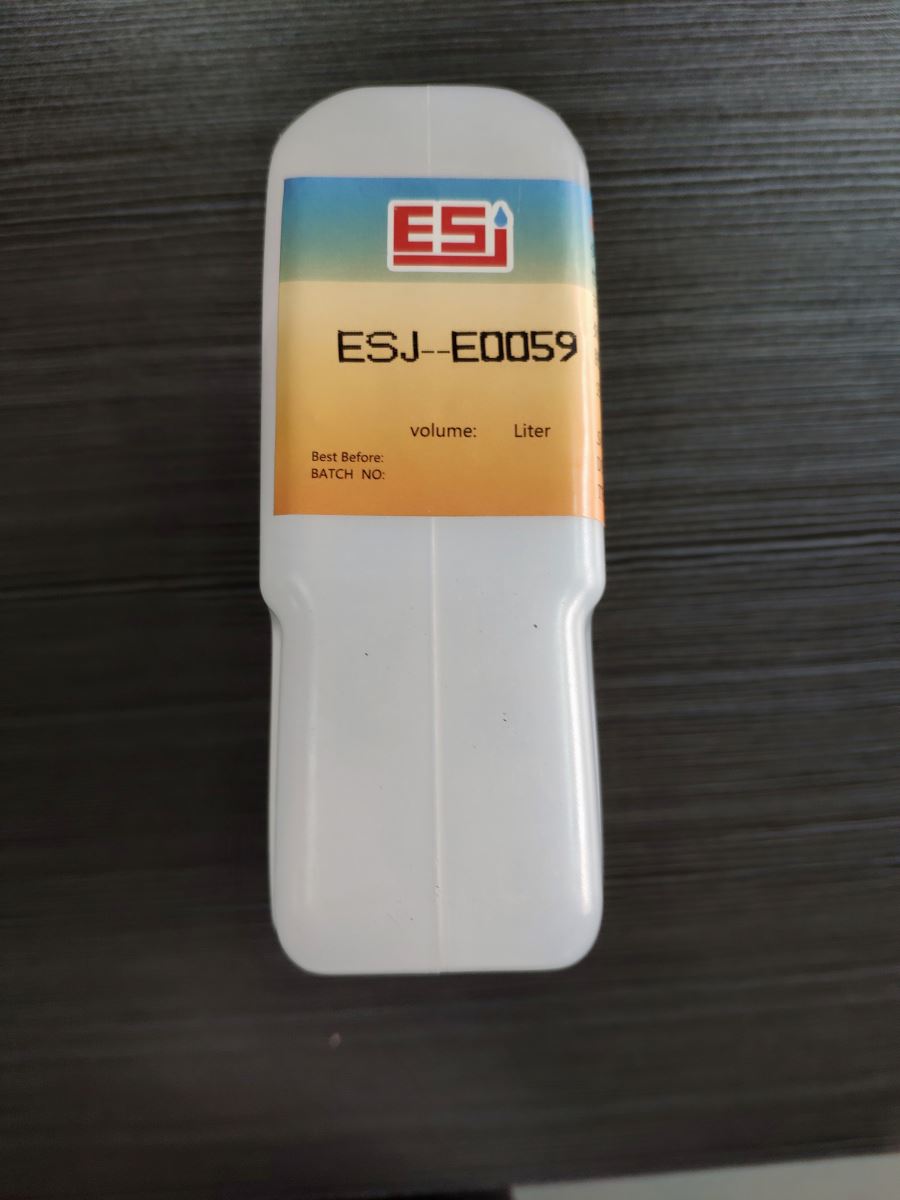 ESJ
ESJ--E0059
volume: Liter
Best Before:
BATCH NO: